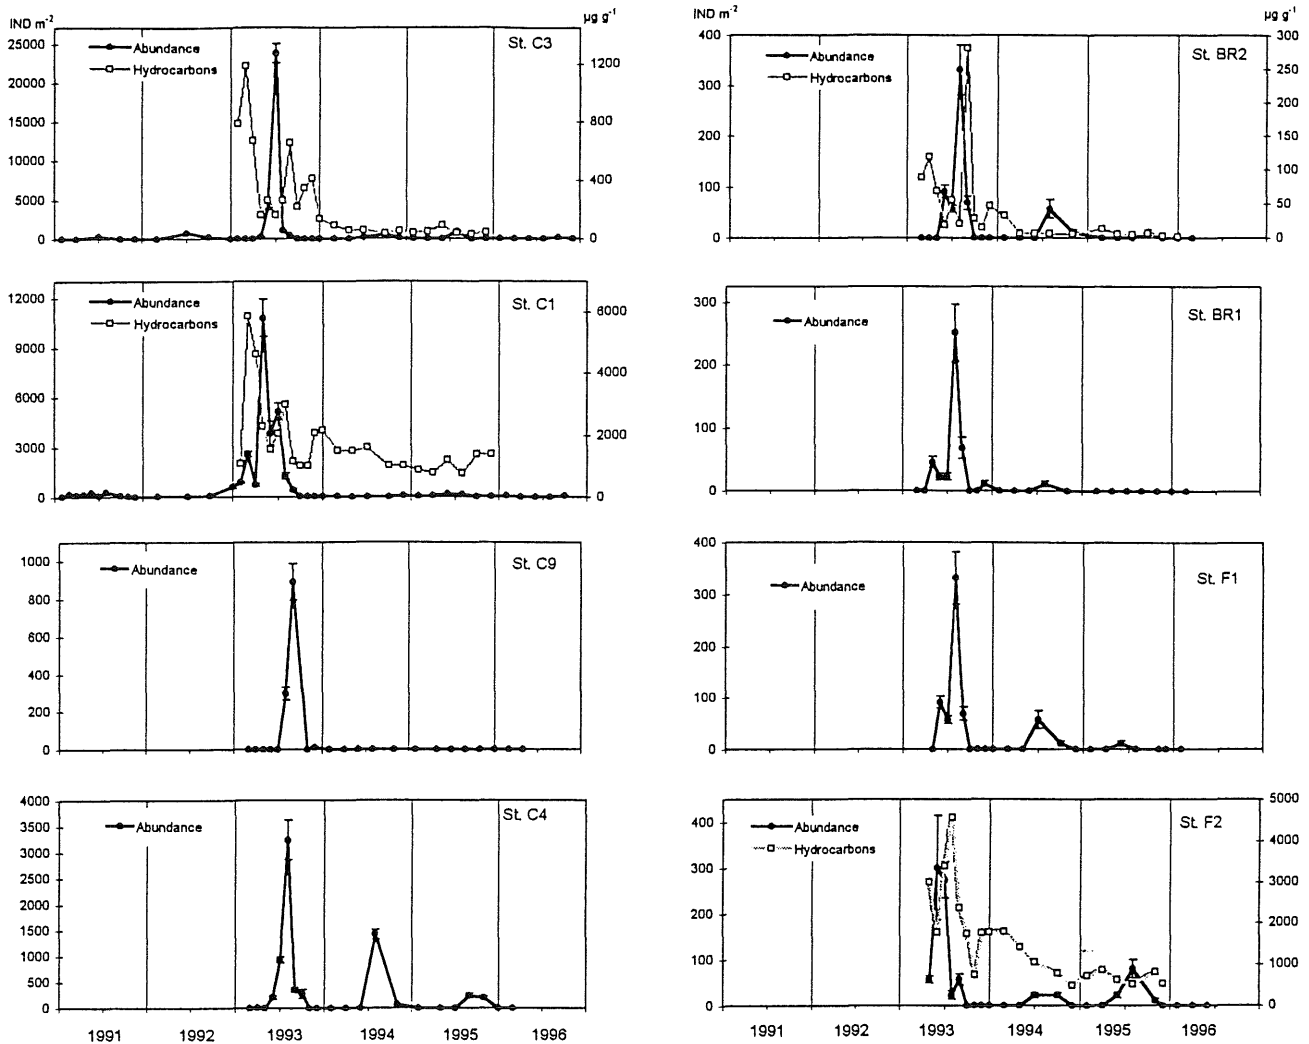 IND m-2 µg g-1
St. C3
Abundance
Hydrocarbons
25000
20000
15000
10000
5000
0
1200
800
400
0
IND m-2 µg g-1
St. BR2
Abundance
Hydrocarbons
400
300
200
100
0
300
250
200
150
100
50
0
St. C1
Abundance
Hydrocarbons
12000
9000
6000
3000
0
6000
4000
2000
0
St. BR1
Abundance
300
200
100
0
St. C9
Abundance
1000
800
600
400
200
0
St. F1
Abundance
400
300
200
100
0
St. C4
Abundance
4000
3500
3000
2500
2000
1500
1000
500
0
1991 1992 1993 1994 1995 1996
St. F2
Abundance
Hydrocarbons
400
300
200
100
0
5000
4000
3000
2000
1000
0
1991 1992 1993 1994 1995 1996